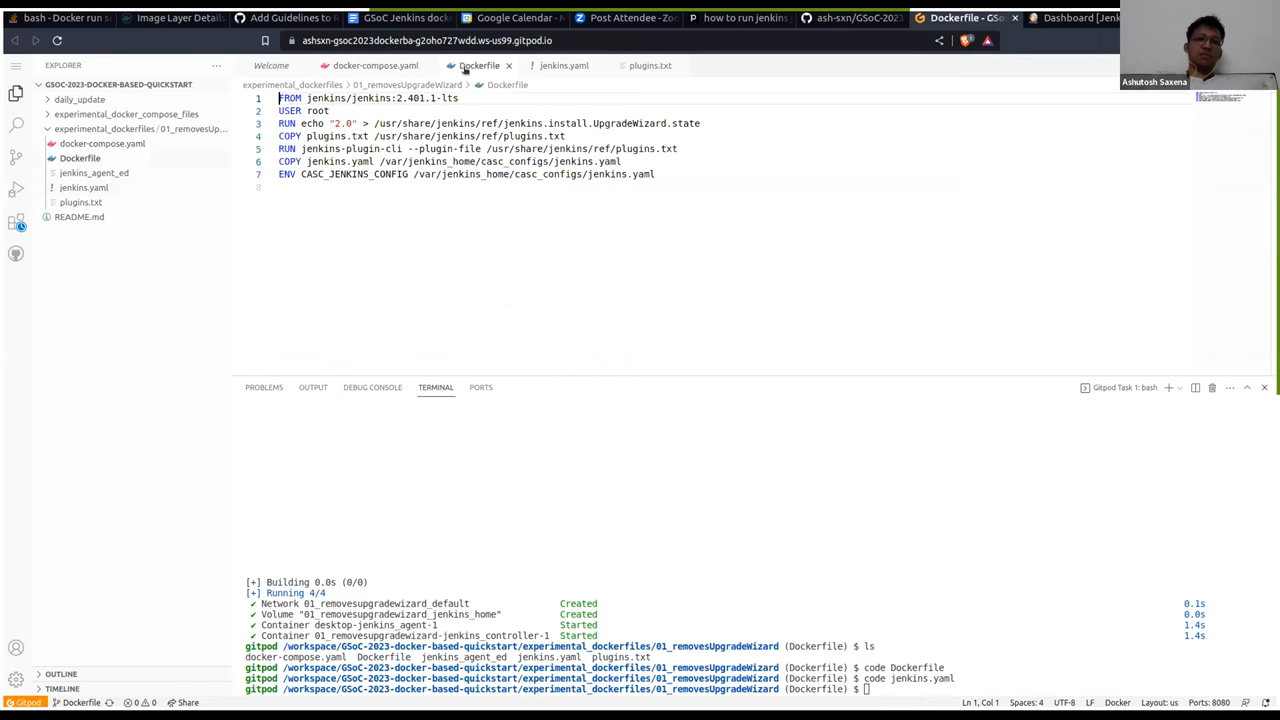 bash - Docker run s
Image Layer Details
Add Guidelines to R
GSoC Jenkins docke
Google Calendar - M
Post Attendee - Zoo
how to run jenkins
ash-sxn/GSoC-2023
Dockerfile - GSo
Dashboard [Jenk
ashsxn-gsoc2023dockerba-g2oho727wdd.ws-us99.gitpod.io
Ashutosh Saxena
EXPLORER
Welcome
docker-compose.yaml
Dockerfile
jenkins.yaml
plugins.txt
GSOC-2023-DOCKER-BASED-QUICKSTART
experimental_dockerfiles > 01_removesUpgradeWizard > Dockerfile
daily_update
experimental_docker_compose_files
experimental_dockerfiles / 01_removesUp...
docker-compose.yaml
Dockerfile
jenkins_agent_ed
jenkins.yaml
plugins.txt
README.md
1 FROM jenkins/jenkins:2.401.1-lts
2 USER root
3 RUN echo "2.0" > /usr/share/jenkins/ref/jenkins.install.UpgradeWizard.state
4 COPY plugins.txt /usr/share/jenkins/ref/plugins.txt
5 RUN jenkins-plugin-cli --plugin-file /usr/share/jenkins/ref/plugins.txt
6 COPY jenkins.yaml /var/jenkins_home/casc_configs/jenkins.yaml
7 ENV CASC_JENKINS_CONFIG /var/jenkins_home/casc_configs/jenkins.yaml
8
PROBLEMS OUTPUT DEBUG CONSOLE TERMINAL PORTS
Gitpod Task 1: bash
[+] Building 0.0s (0/0)
[+] Running 4/4
✔ Network 01_removesupgradewizard_default Created 0.1s
✔ Volume "01_removesupgradewizard_jenkins_home" Created 0.0s
✔ Container desktop-jenkins_agent-1 Started 1.4s
✔ Container 01_removesupgradewizard-jenkins_controller-1 Started 1.4s
gitpod /workspace/GSoC-2023-docker-based-quickstart/experimental_dockerfiles/01_removesUpgradeWizard (Dockerfile) $ ls
docker-compose.yaml Dockerfile jenkins_agent_ed jenkins.yaml plugins.txt
gitpod /workspace/GSoC-2023-docker-based-quickstart/experimental_dockerfiles/01_removesUpgradeWizard (Dockerfile) $ code Dockerfile
gitpod /workspace/GSoC-2023-docker-based-quickstart/experimental_dockerfiles/01_removesUpgradeWizard (Dockerfile) $ code jenkins.yaml
gitpod /workspace/GSoC-2023-docker-based-quickstart/experimental_dockerfiles/01_removesUpgradeWizard (Dockerfile) $
OUTLINE
TIMELINE
Gitpod Dockerfile 0 0 Share
Ln 1, Col 1 Spaces: 4 UTF-8 LF Docker Layout: us Ports: 8080